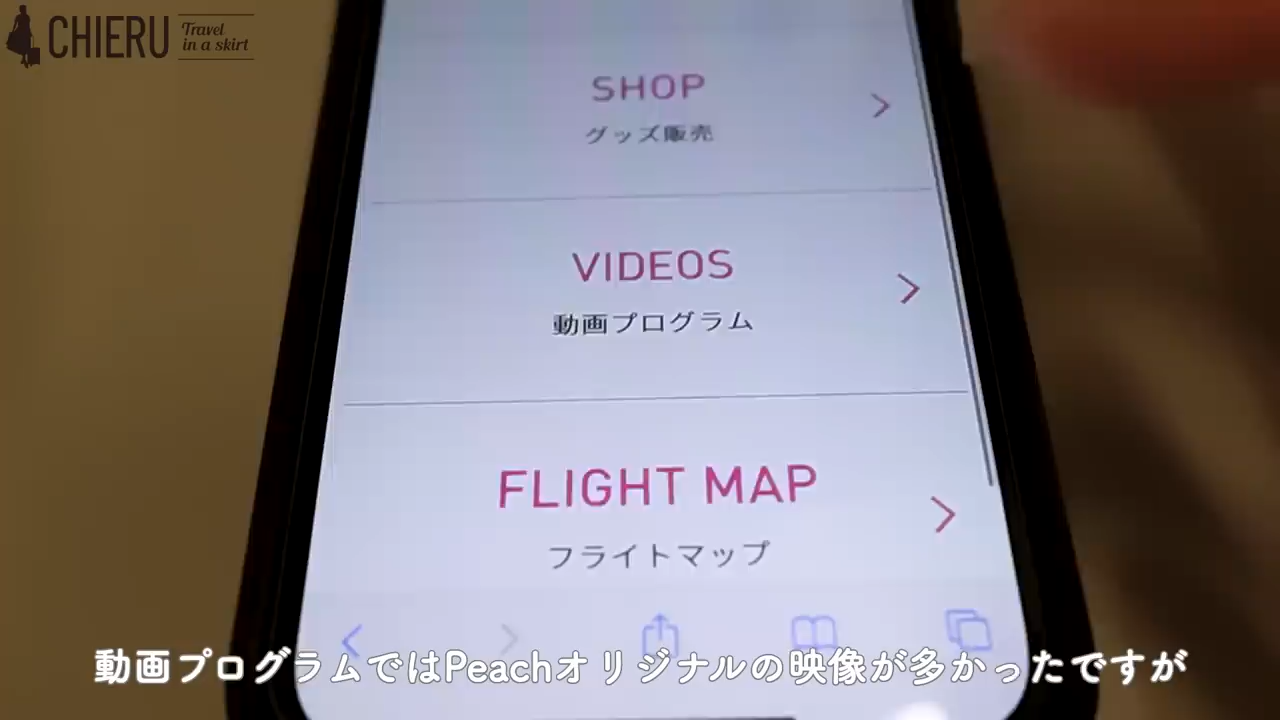 CHIERU
Travel
in a skirt
SHOP
グッズ販売
VIDEOS
動画プログラム
FLIGHT MAP
フライトマップ
動画プログラムではPeachオリジナルの映像が多かったですが